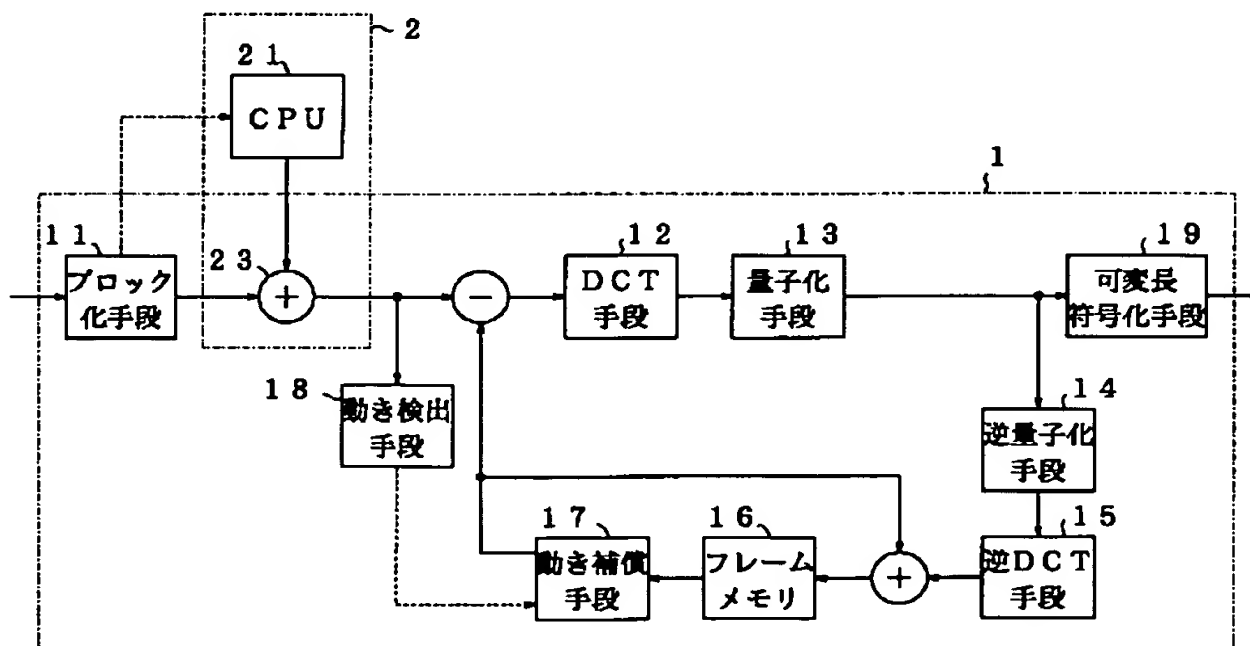 2
21
CPU
1
11
ブロック
化手段
23
+
-
12
DCT
手段
13
量子化
手段
19
可変長
符号化手段
18
動き検出
手段
14
逆量子化
手段
17
動き補償
手段
16
フレーム
メモリ
+
15
逆DCT
手段